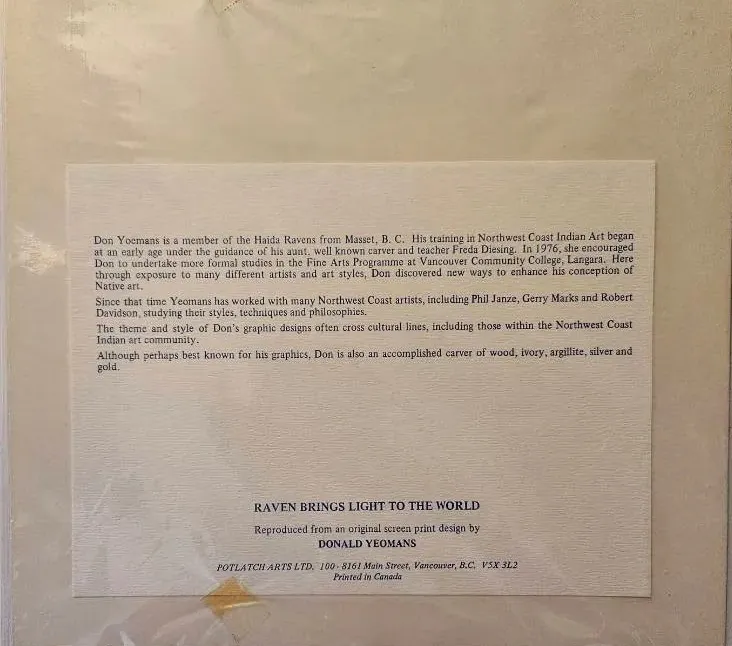 Don Yoemans is a member of the Haida Ravens from Masset, B. C. His training in Northwest Coast Indian Art began
at an early age under the guidance of his aunt, well known carver and teacher Freda Diesing. In 1976, she encouraged
Don to undertake more formal studies in the Fine Arts Programme at Vancouver Community College, Langara. Here
through exposure to many different artists and art styles, Don discovered new ways to enhance his conception of
Native art.
Since that time Yeomans has worked with many Northwest Coast artists, including Phil Janze, Gerry Marks and Robert
Davidson, studying their styles, techniques and philosophies.
The theme and style of Don's graphic designs often cross cultural lines, including those within the Northwest Coast
Indian art community.
Although perhaps best known for his graphics, Don is also an accomplished carver of wood, ivory, argillite, silver and
gold.
RAVEN BRINGS LIGHT TO THE WORLD
Reproduced from an original screen print design by
DONALD YEOMANS
POTLATCH ARTS LTD. 100 - 8161 Main Street, Vancouver, B.C. V5X 3L2
Printed in Canada